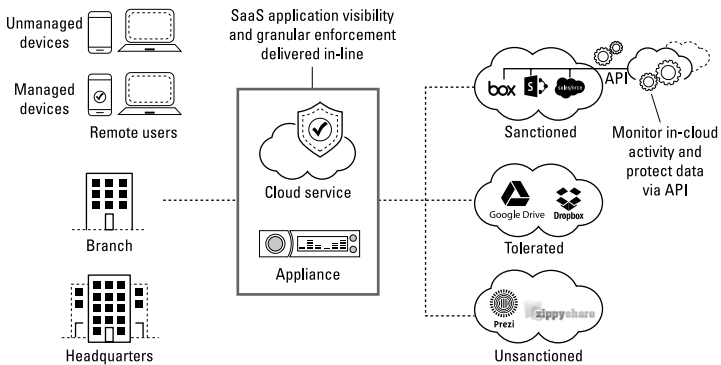 Unmanaged
devices
Managed
devices
Remote users
Branch
Headquarters
SaaS application visibility
and granular enforcement
delivered in-line
Cloud service
Appliance
box
S
salesforce
Sanctioned
API
Monitor in-cloud
activity and
protect data
via API
Google Drive
Dropbox
Tolerated
Prezi
zippyshare
Unsanctioned